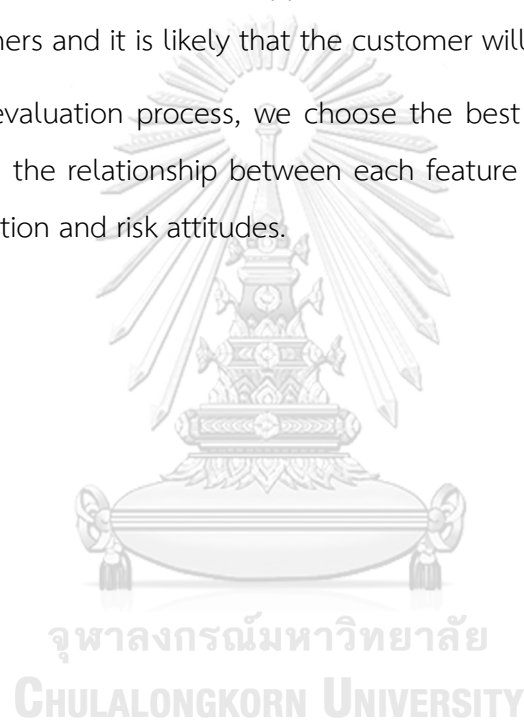 ners and it is likely that the customer will
evaluation process, we choose the best
the relationship between each feature
tion and risk attitudes.
จุฬาลงกรณ์มหาวิทยาลัย
CHULALONGKORN UNIVERSITY